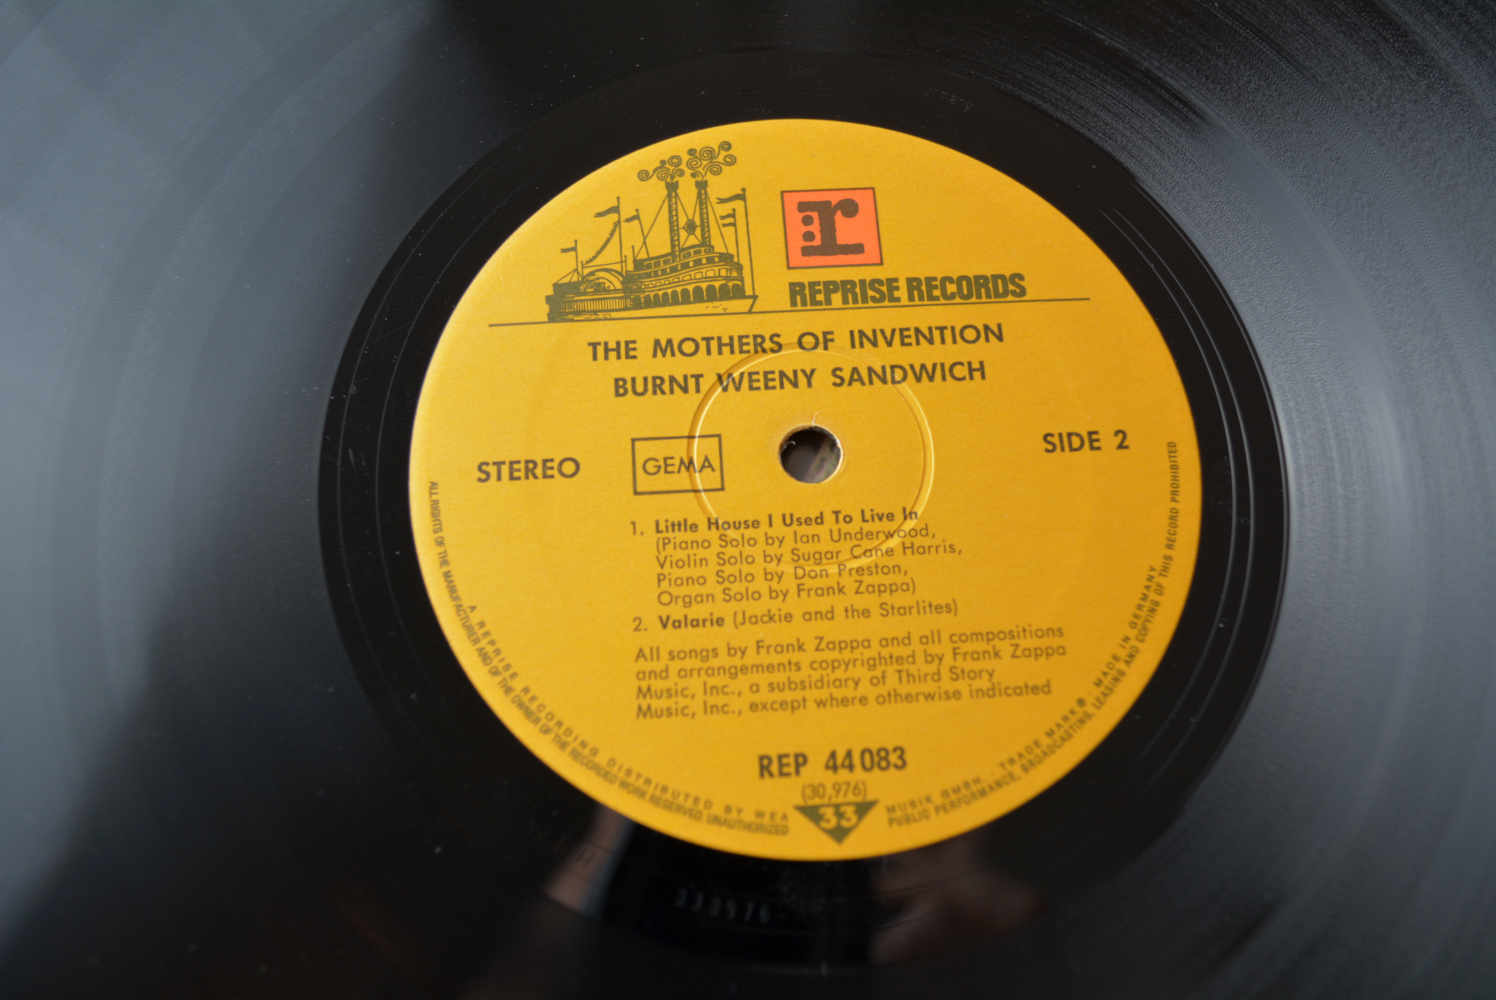 r
REPRISE RECORDS
THE MOTHERS OF INVENTION
BURNT WEENY SANDWICH
STEREO
GEMA
SIDE 2
1. Little House I Used To Live In
(Piano Solo by Ian Underwood,
Violin Solo by Sugar Cane Harris,
Piano Solo by Don Preston,
Organ Solo by Frank Zappa)
2. Valarie (Jackie and the Starlites)
All songs by Frank Zappa and all compositions
and arrangements copyrighted by Frank Zappa
Music, Inc., a subsidiary of Third Story
Music, Inc., except where otherwise indicated
REP 44 083
(30,976)
33
A REPRISE RECORDING DISTRIBUTED BY WEA MUSIK GMBH. · TRADE MARK ® · MADE IN GERMANY
ALL RIGHTS OF THE MANUFACTURER AND OF THE OWNER OF THE RECORDED WORK RESERVED UNAUTHORIZED PUBLIC PERFORMANCE, BROADCASTING, LEASING AND COPYING OF THIS RECORD PROHIBITED